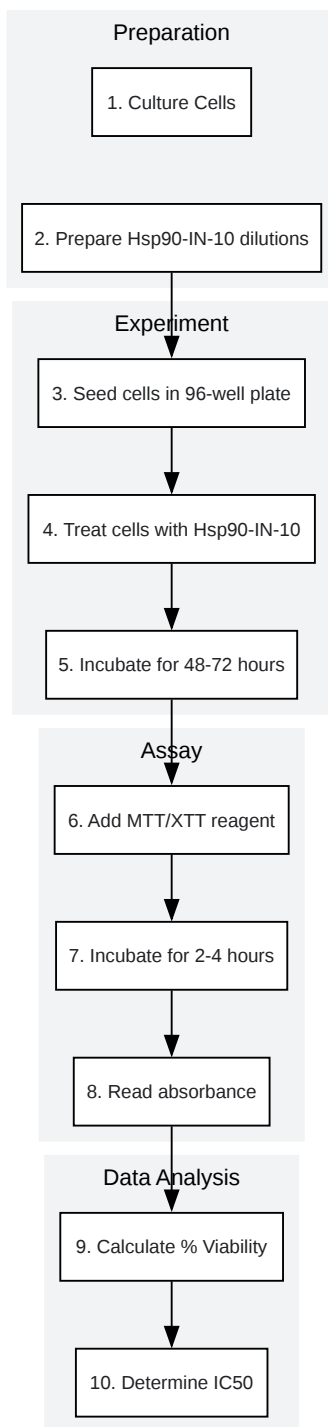 Preparation
1. Culture Cells
2. Prepare Hsp90-IN-10 dilutions
Experiment
3. Seed cells in 96-well plate
4. Treat cells with Hsp90-IN-10
5. Incubate for 48-72 hours
Assay
6. Add MTT/XTT reagent
7. Incubate for 2-4 hours
8. Read absorbance
Data Analysis
9. Calculate % Viability
10. Determine IC50